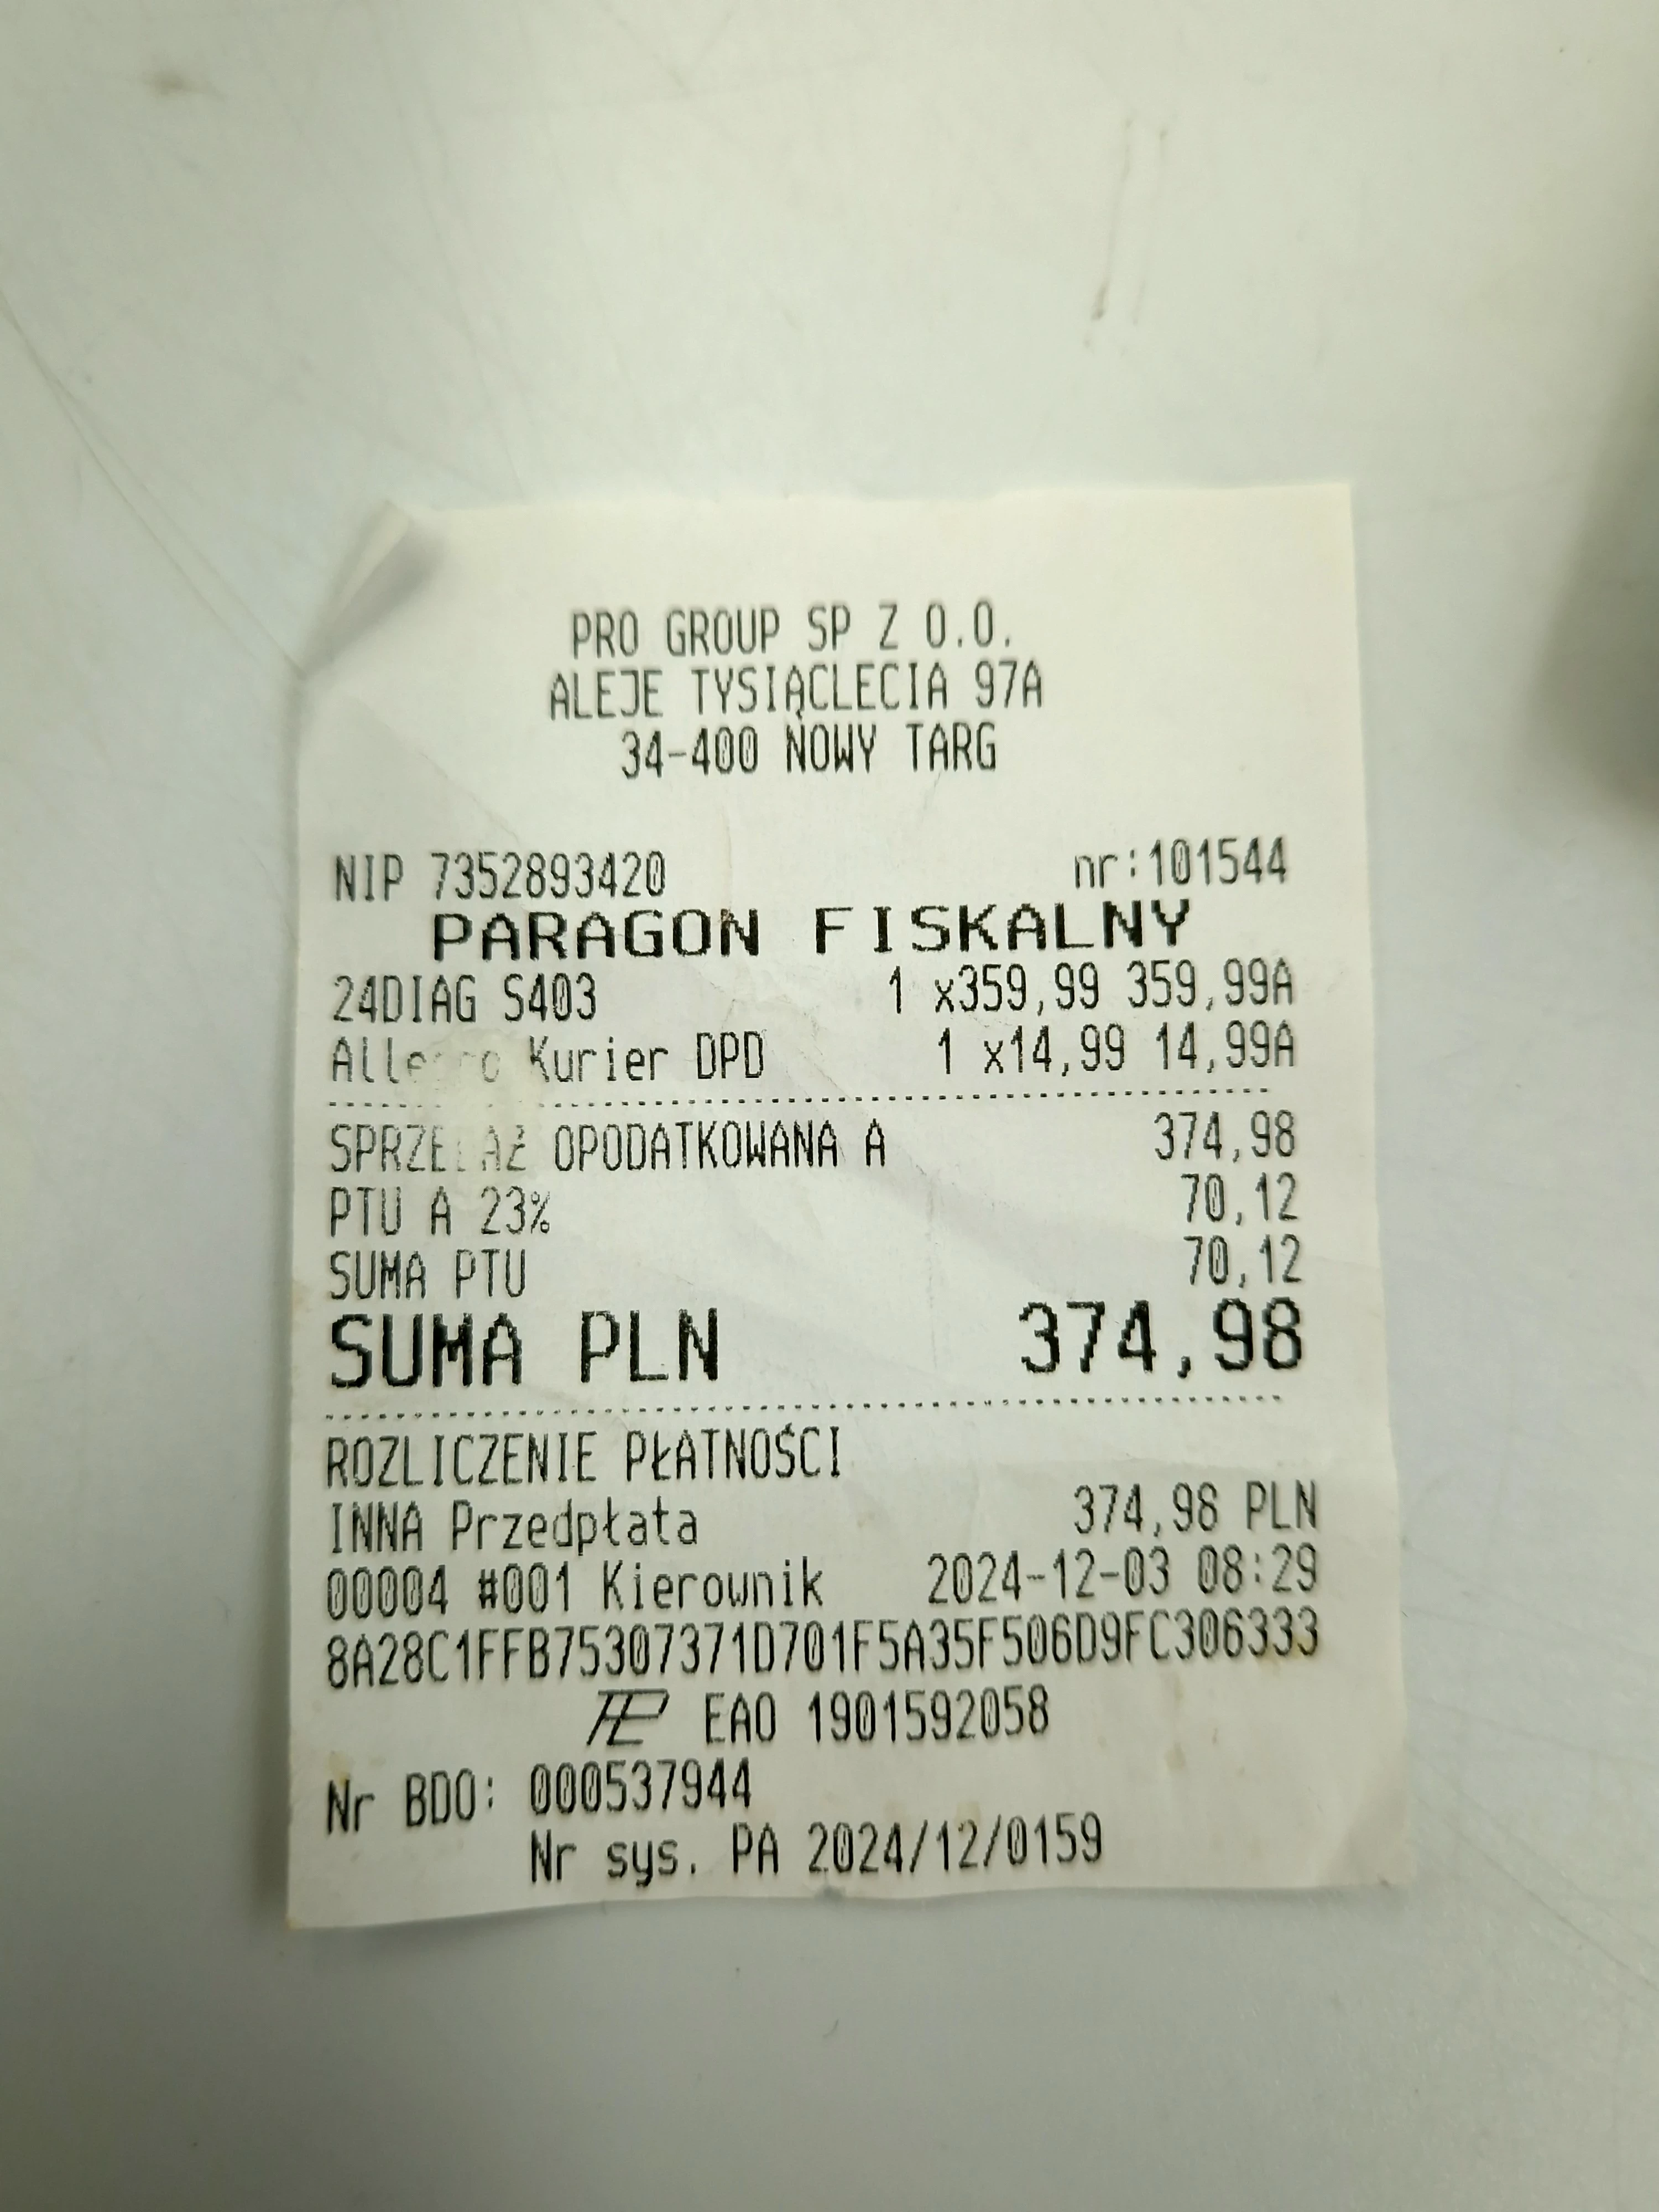 PRO GROUP SP Z O.O.
ALEJE TYSIĄCLECIA 97A
34-400 NOWY TARG
NIP 7352893420 nr:101544
PARAGON FISKALNY
24DIAG S403 1 x359,99 359,99A
Allegro Kurier DPD 1 x14,99 14,99A
SPRZEDAŻ OPODATKOWANA A 374,98
PTU A 23% 70,12
SUMA PTU 70,12
SUMA PLN 374,98
ROZLICZENIE PŁATNOŚCI
INNA Przedpłata 374,98 PLN
00004 #001 Kierownik 2024-12-03 08:29
8A28C1FFB75307371D701F5A35F506D9FC306333
EAO 1901592058
Nr BDO: 000537944
Nr sys. PA 2024/12/0159